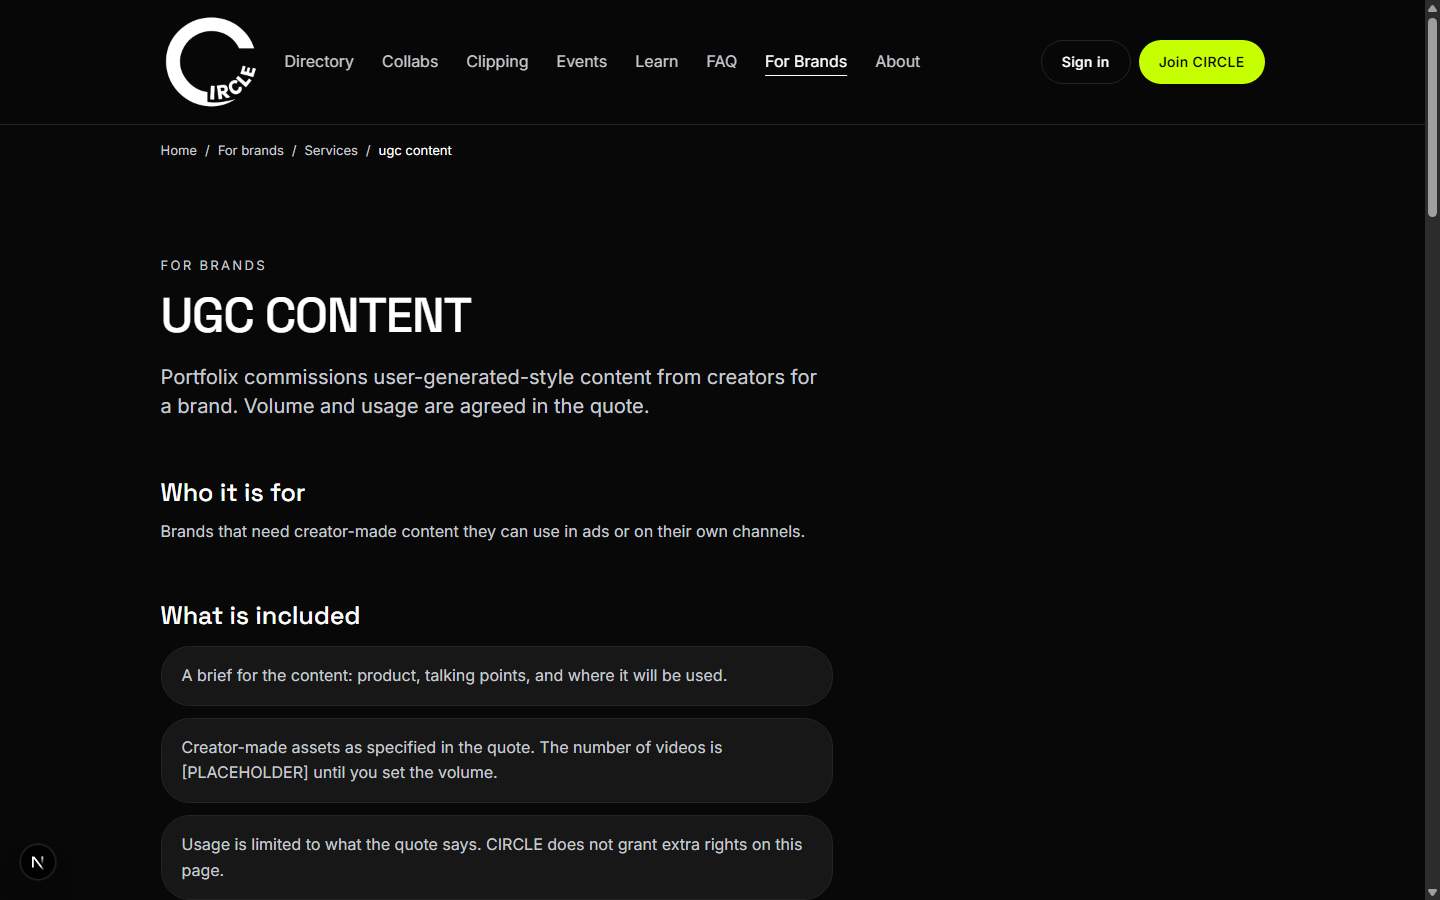 CIRCLE
Directory
Collabs
Clipping
Events
Learn
FAQ
For Brands
About
Sign in
Join CIRCLE
Home / For brands / Services / ugc content
FOR BRANDS
UGC CONTENT
Portfolix commissions user-generated-style content from creators for
a brand. Volume and usage are agreed in the quote.
Who it is for
Brands that need creator-made content they can use in ads or on their own channels.
What is included
A brief for the content: product, talking points, and where it will be used.
Creator-made assets as specified in the quote. The number of videos is
[PLACEHOLDER] until you set the volume.
Usage is limited to what the quote says. CIRCLE does not grant extra rights on this
page.
N